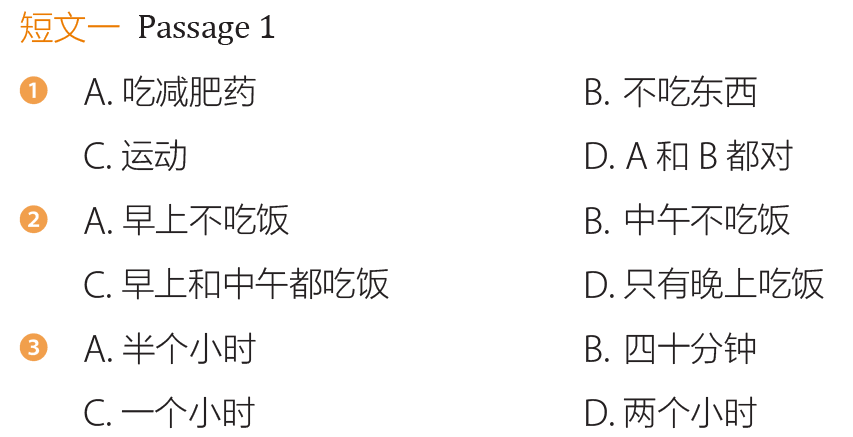 短文一 Passage 1
1 A. 吃减肥药 B. 不吃东西
C. 运动 D. A 和 B 都对
2 A. 早上不吃饭 B. 中午不吃饭
C. 早上和中午都吃饭 D. 只有晚上吃饭
3 A. 半个小时 B. 四十分钟
C. 一个小时 D. 两个小时